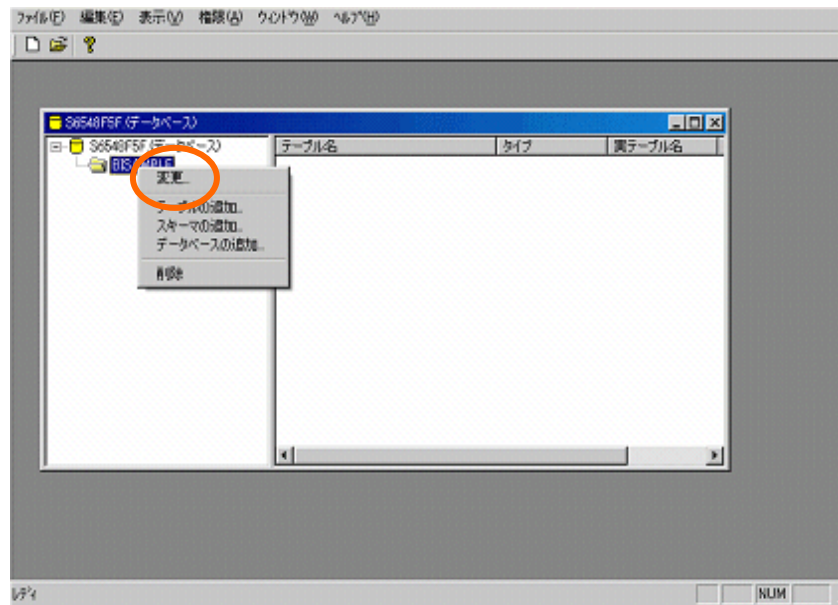 ファイル(F) 編集(E) 表示(V) 権限(A) ウィンドウ(W) ヘルプ(H)
S6548F5F.(データベース)
S6548F5F.(データベース)
BISAMPLE
テーブル名 タイプ 実テーブル名
変更...
テーブルの追加...
スキーマの追加...
データベースの追加...
削除
レディ NUM